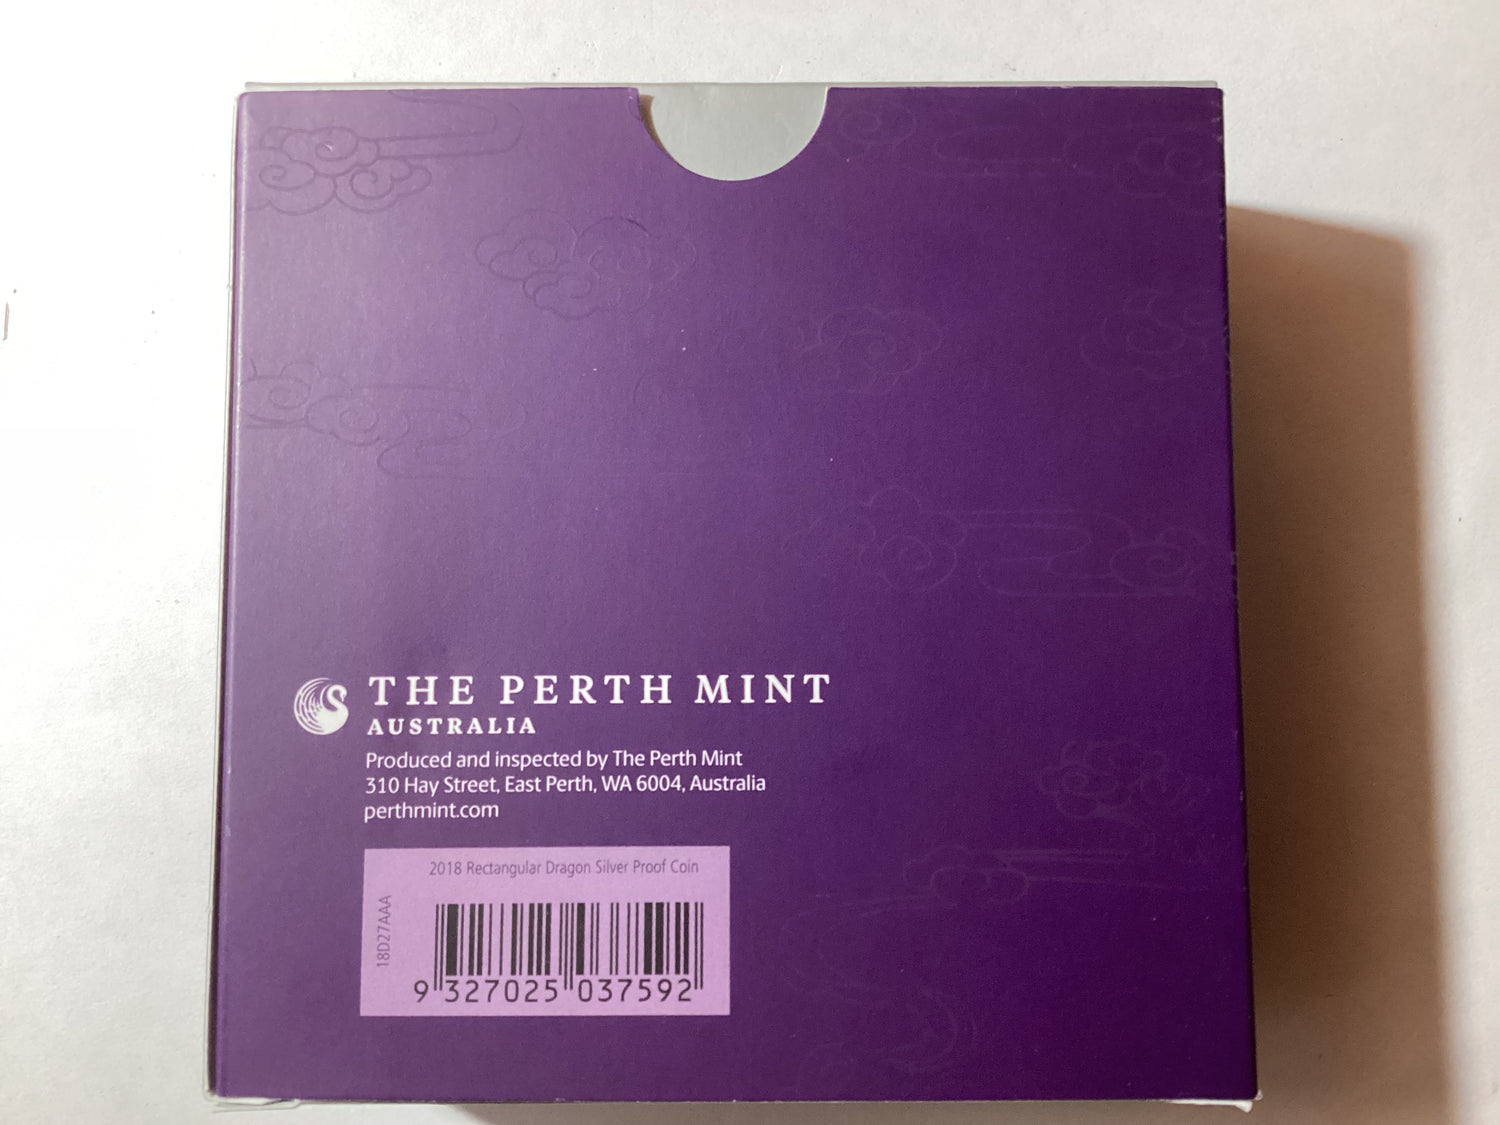 THE PERTH MINT
AUSTRALIA
Produced and inspected by The Perth Mint
310 Hay Street, East Perth, WA 6004, Australia
perthmint.com
2018 Rectangular Dragon Silver Proof Coin
18D27AAA
9 327025 037592